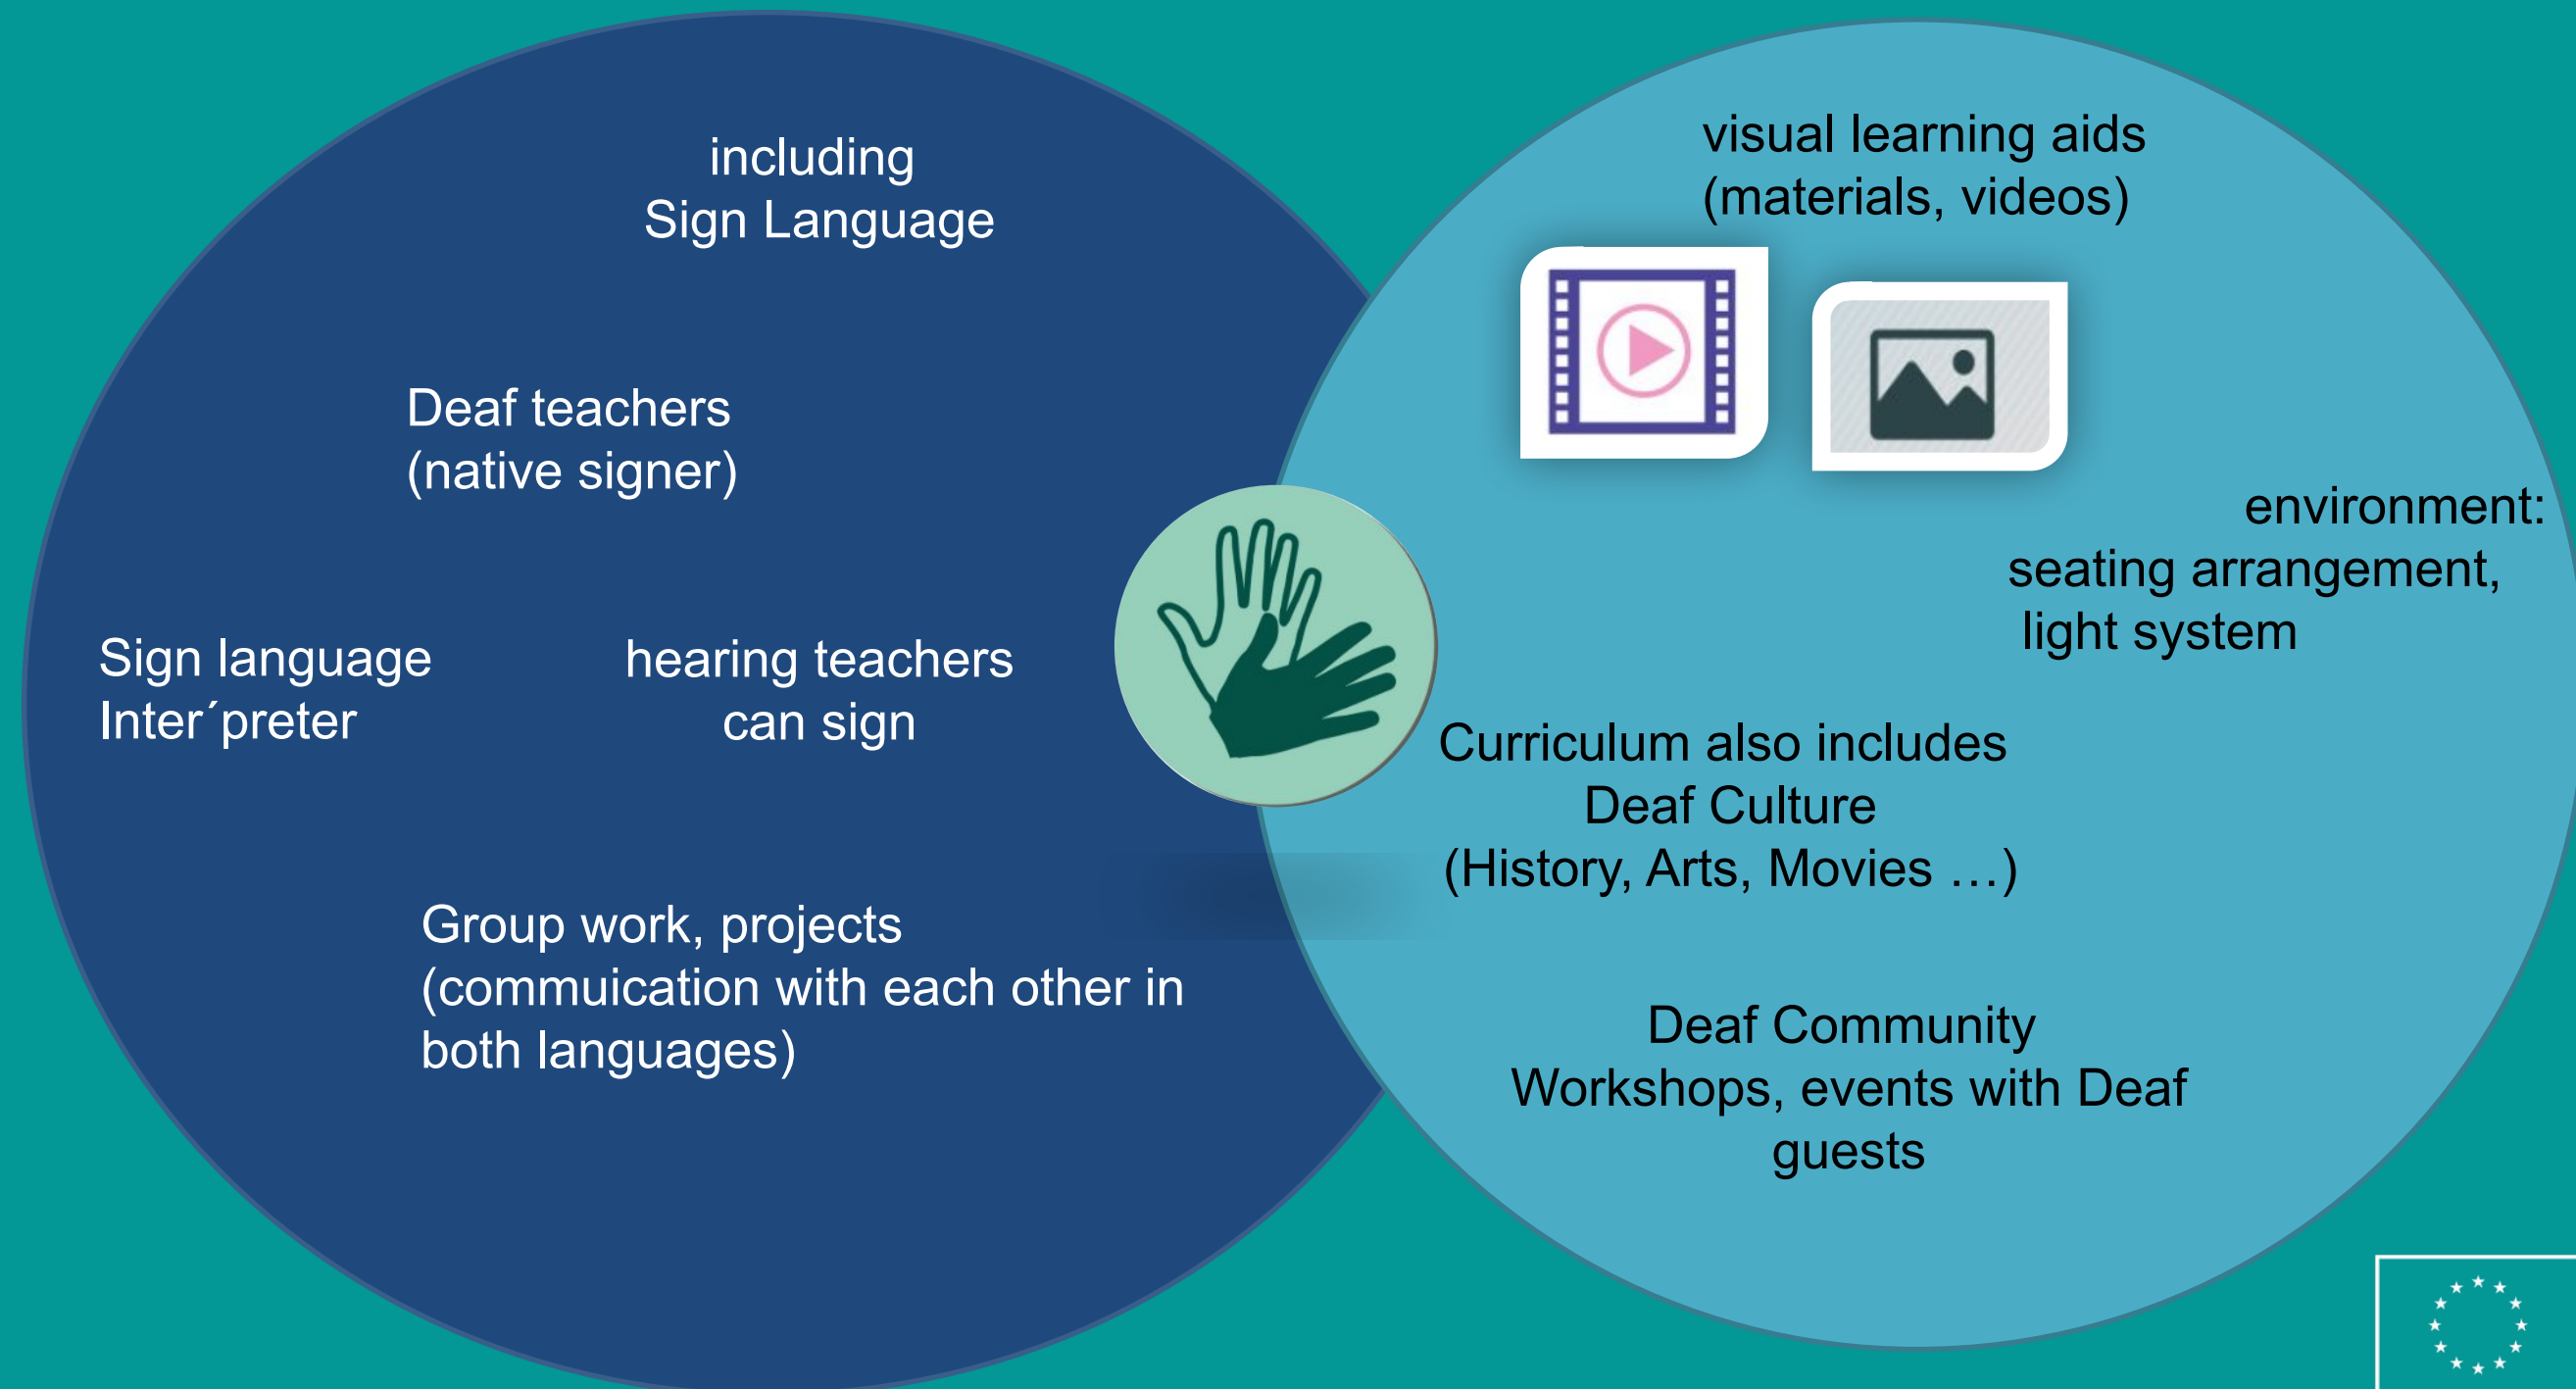 including
Sign Language
Deaf teachers
(native signer)
Sign language
Inter´preter
hearing teachers
can sign
Group work, projects
(commuication with each other in
both languages)
visual learning aids
(materials, videos)
environment:
seating arrangement,
light system
Curriculum also includes
Deaf Culture
(History, Arts, Movies …)
Deaf Community
Workshops, events with Deaf
guests